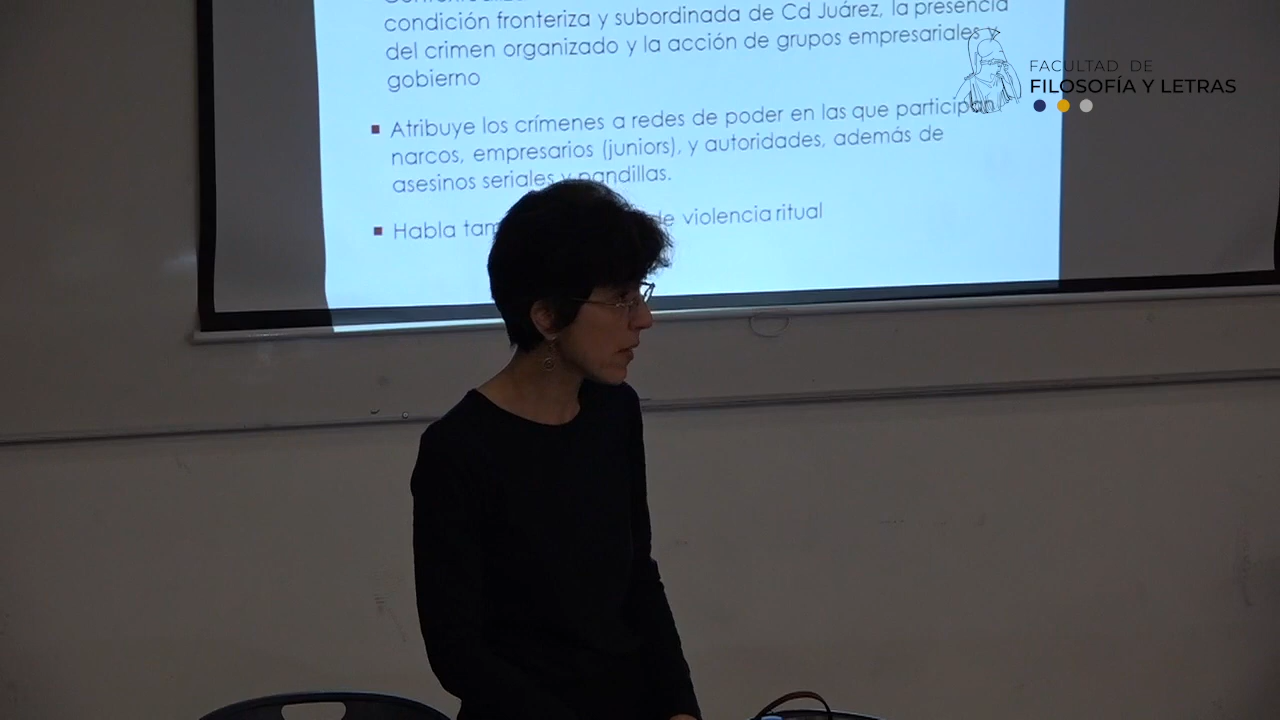 condición fronteriza y subordinada de Cd Juárez, la presencia
del crimen organizado y la acción de grupos empresariales y
gobierno
Atribuye los crímenes a redes de poder en las que participan
narcos, empresarios (juniors), y autoridades, además de
asesinos seriales y pandillas.
Habla de violencia ritual
FACULTAD DE
FILOSOFÍA Y LETRAS